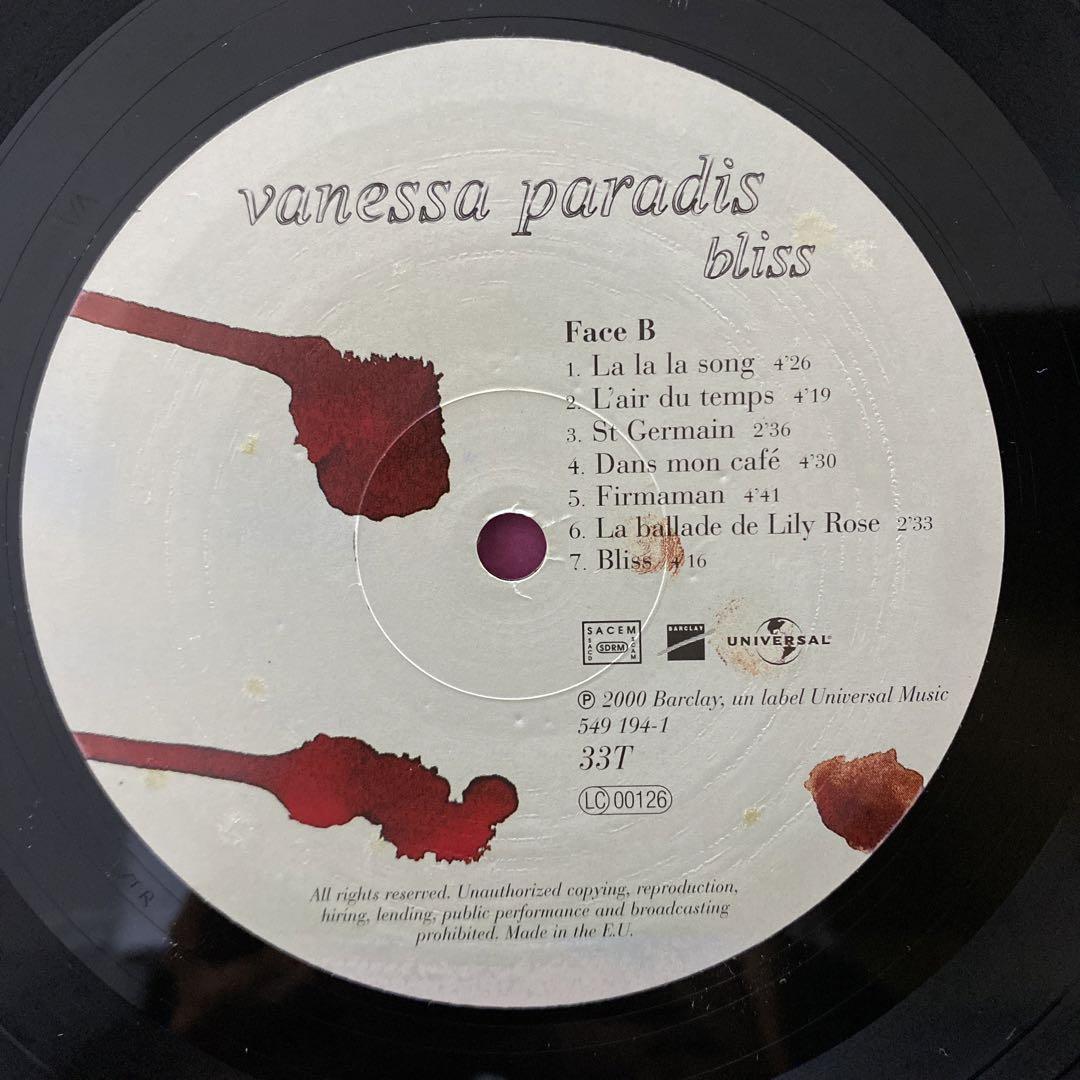 vanessa paradis
bliss
Face B
1. La la la song 4'26
2. L'air du temps 4'19
3. St Germain 2'36
4. Dans mon café 4'30
5. Firmaman 4'41
6. La ballade de Lily Rose 2'33
7. Bliss 4'16
SACEM
SACD
SDRM
SCAM
BARCLAY
UNIVERSAL
℗ 2000 Barclay, un label Universal Music
549 194-1
33T
LC 00126
All rights reserved. Unauthorized copying, reproduction,
hiring, lending, public performance and broadcasting
prohibited. Made in the E.U.